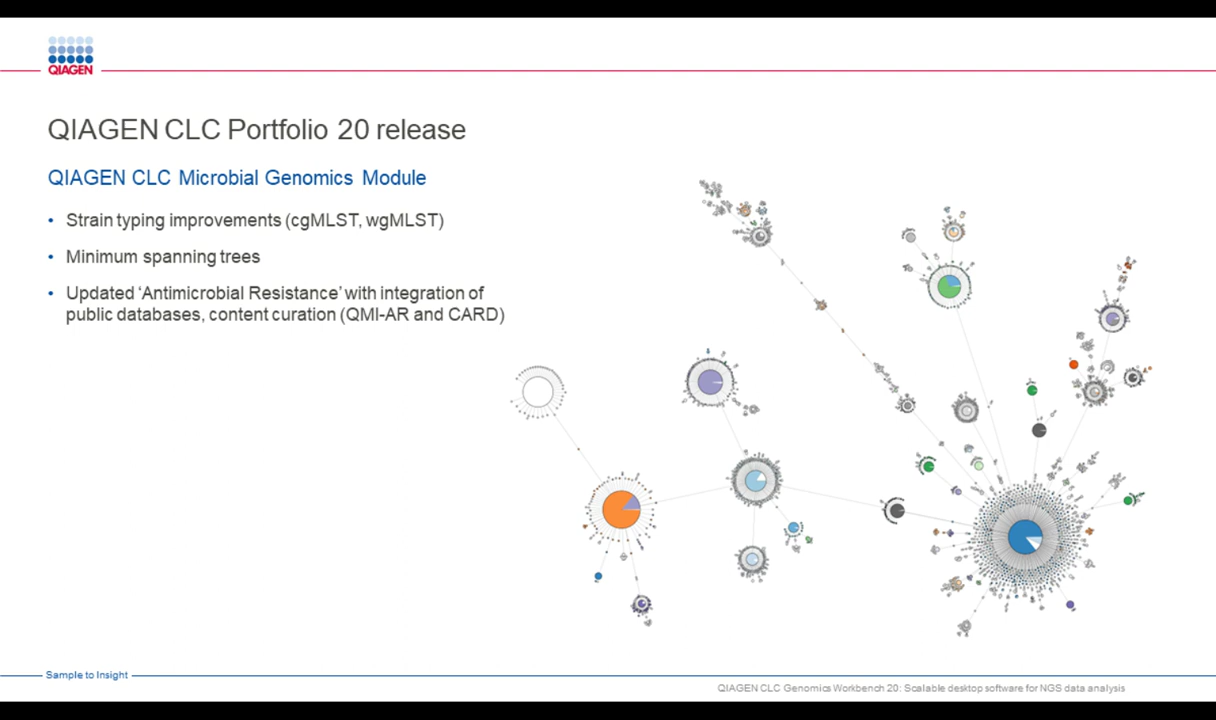 QIAGEN
QIAGEN CLC Portfolio 20 release
QIAGEN CLC Microbial Genomics Module
• Strain typing improvements (cgMLST, wgMLST)
• Minimum spanning trees
• Updated ‘Antimicrobial Resistance’ with integration of
public databases, content curation (QMI-AR and CARD)
Sample to Insight
QIAGEN CLC Genomics Workbench 20: Scalable desktop software for NGS data analysis